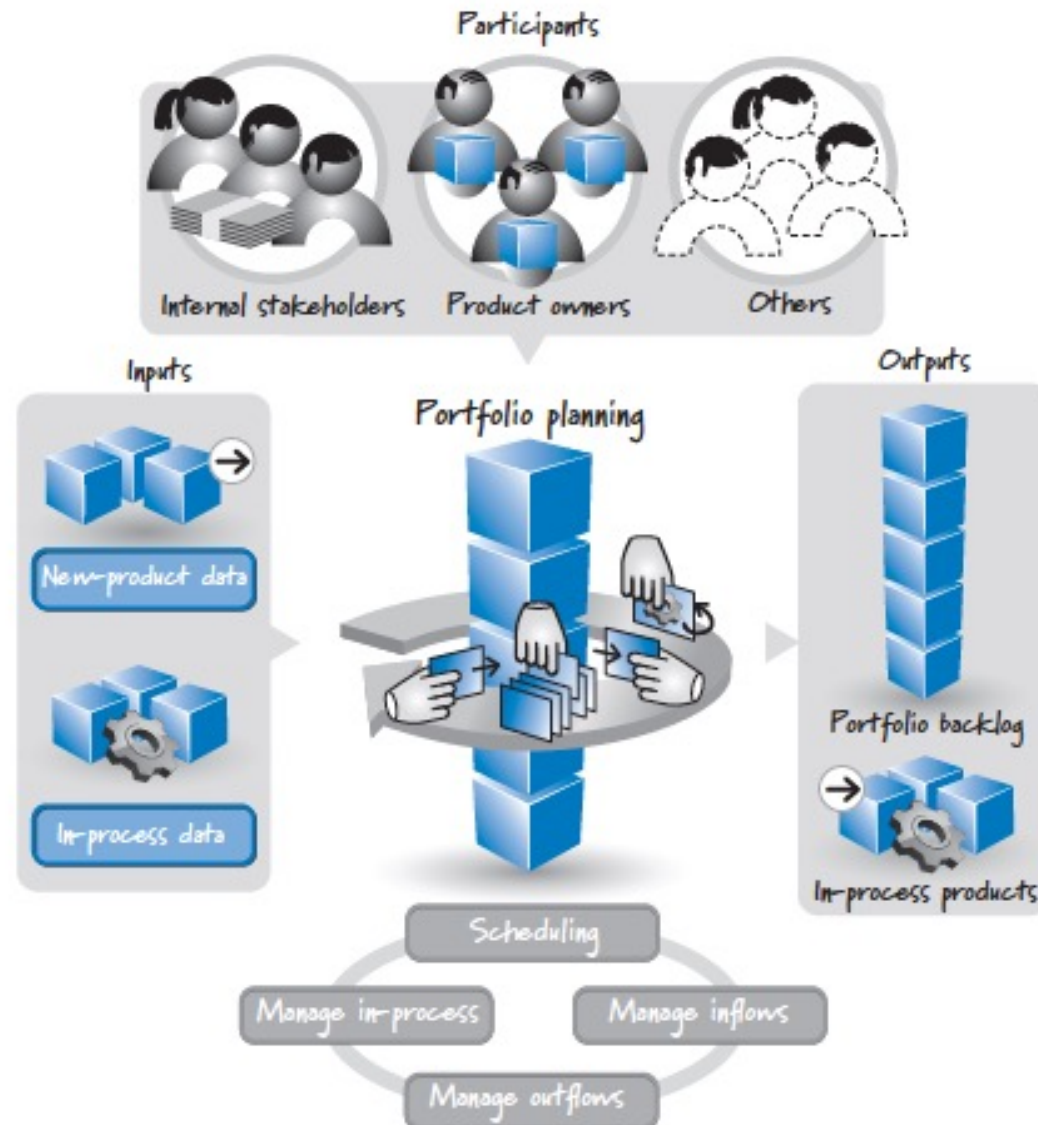 Participants
Internal stakeholders
Product owners
Others
Inputs
New-product data
In-process data
Portfolio planning
Outputs
Portfolio backlog
In-process products
Scheduling
Manage in-process
Manage inflows
Manage outflows